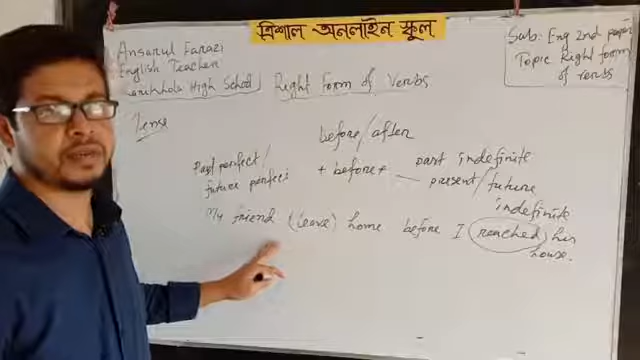 ত্রিশাল অনলাইন স্কুল
Ansarul Farazi
English Teacher
High School
Right Form of Verbs
Sub: Eng 2nd paper
Topic Right form
of verbs
Tense
before/after
Past perfect/
future perfect
+ before +
past indefinite
present/future
indefinite
My friend (leave) home before I reached his
house.